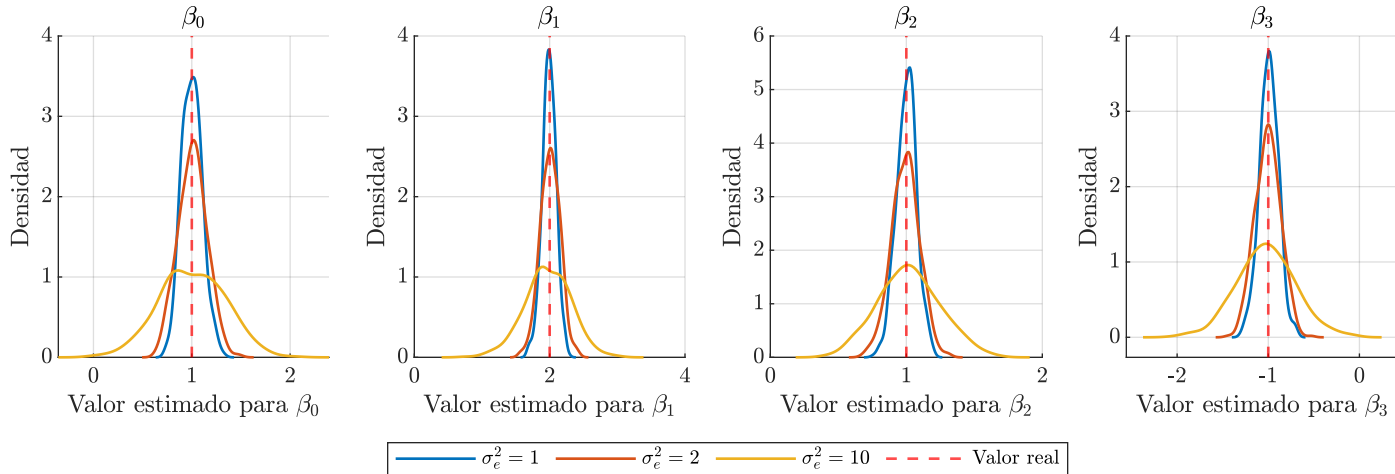 β₀
4
3
2
1
0
Densidad
0 1 2
Valor estimado para β₀
β₁
4
3
2
1
0
Densidad
0 2 4
Valor estimado para β₁
β₂
6
5
4
3
2
1
0
Densidad
0 1 2
Valor estimado para β₂
β₃
4
3
2
1
0
Densidad
-2 -1 0
Valor estimado para β₃
σₑ² = 1 σₑ² = 2 σₑ² = 10 Valor real